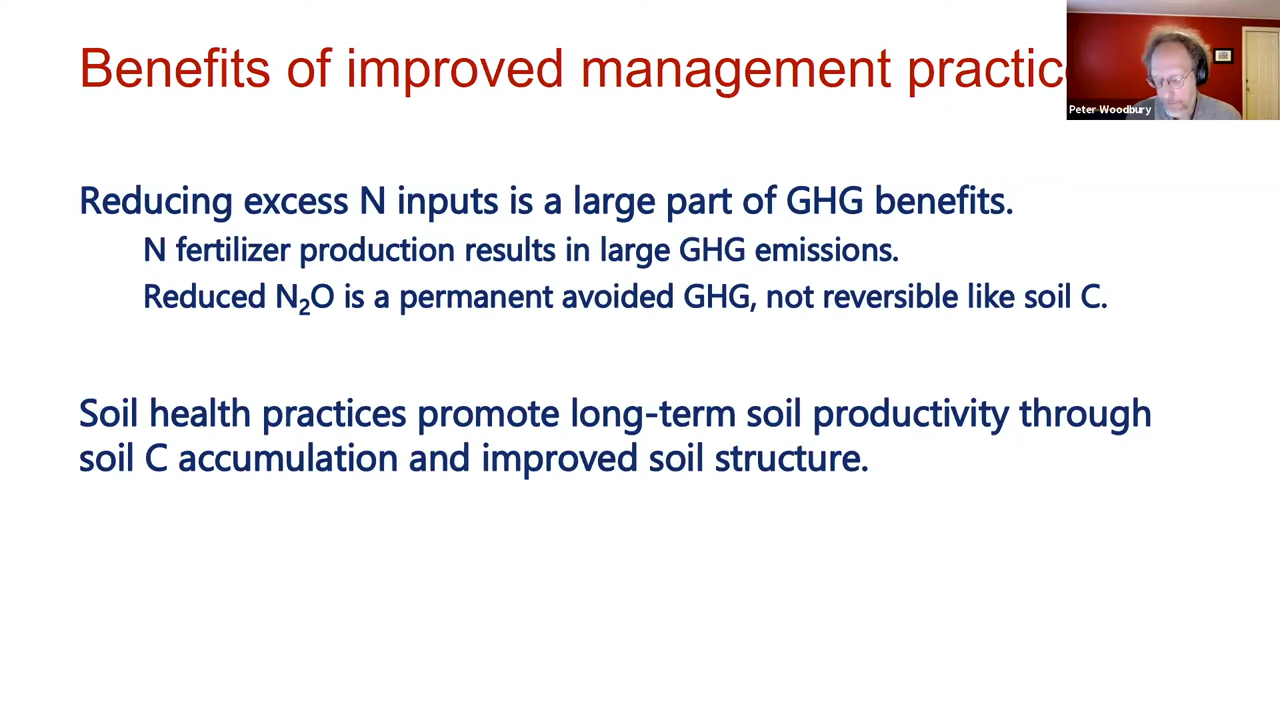 Benefits of improved management practic
Peter Woodbury
Reducing excess N inputs is a large part of GHG benefits.
N fertilizer production results in large GHG emissions.
Reduced N₂O is a permanent avoided GHG, not reversible like soil C.
Soil health practices promote long-term soil productivity through
soil C accumulation and improved soil structure.